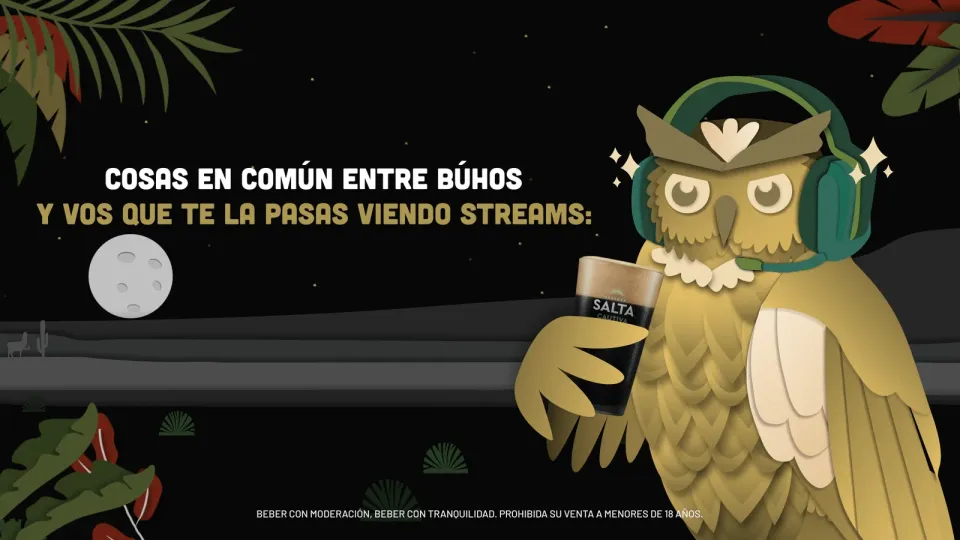 COSAS EN COMÚN ENTRE BÚHOS
Y VOS QUE TE LA PASAS VIENDO STREAMS:
SALTA
CAUTIVA
BEBER CON MODERACIÓN. BEBER CON TRANQUILIDAD. PROHIBIDA SU VENTA A MENORES DE 18 AÑOS.